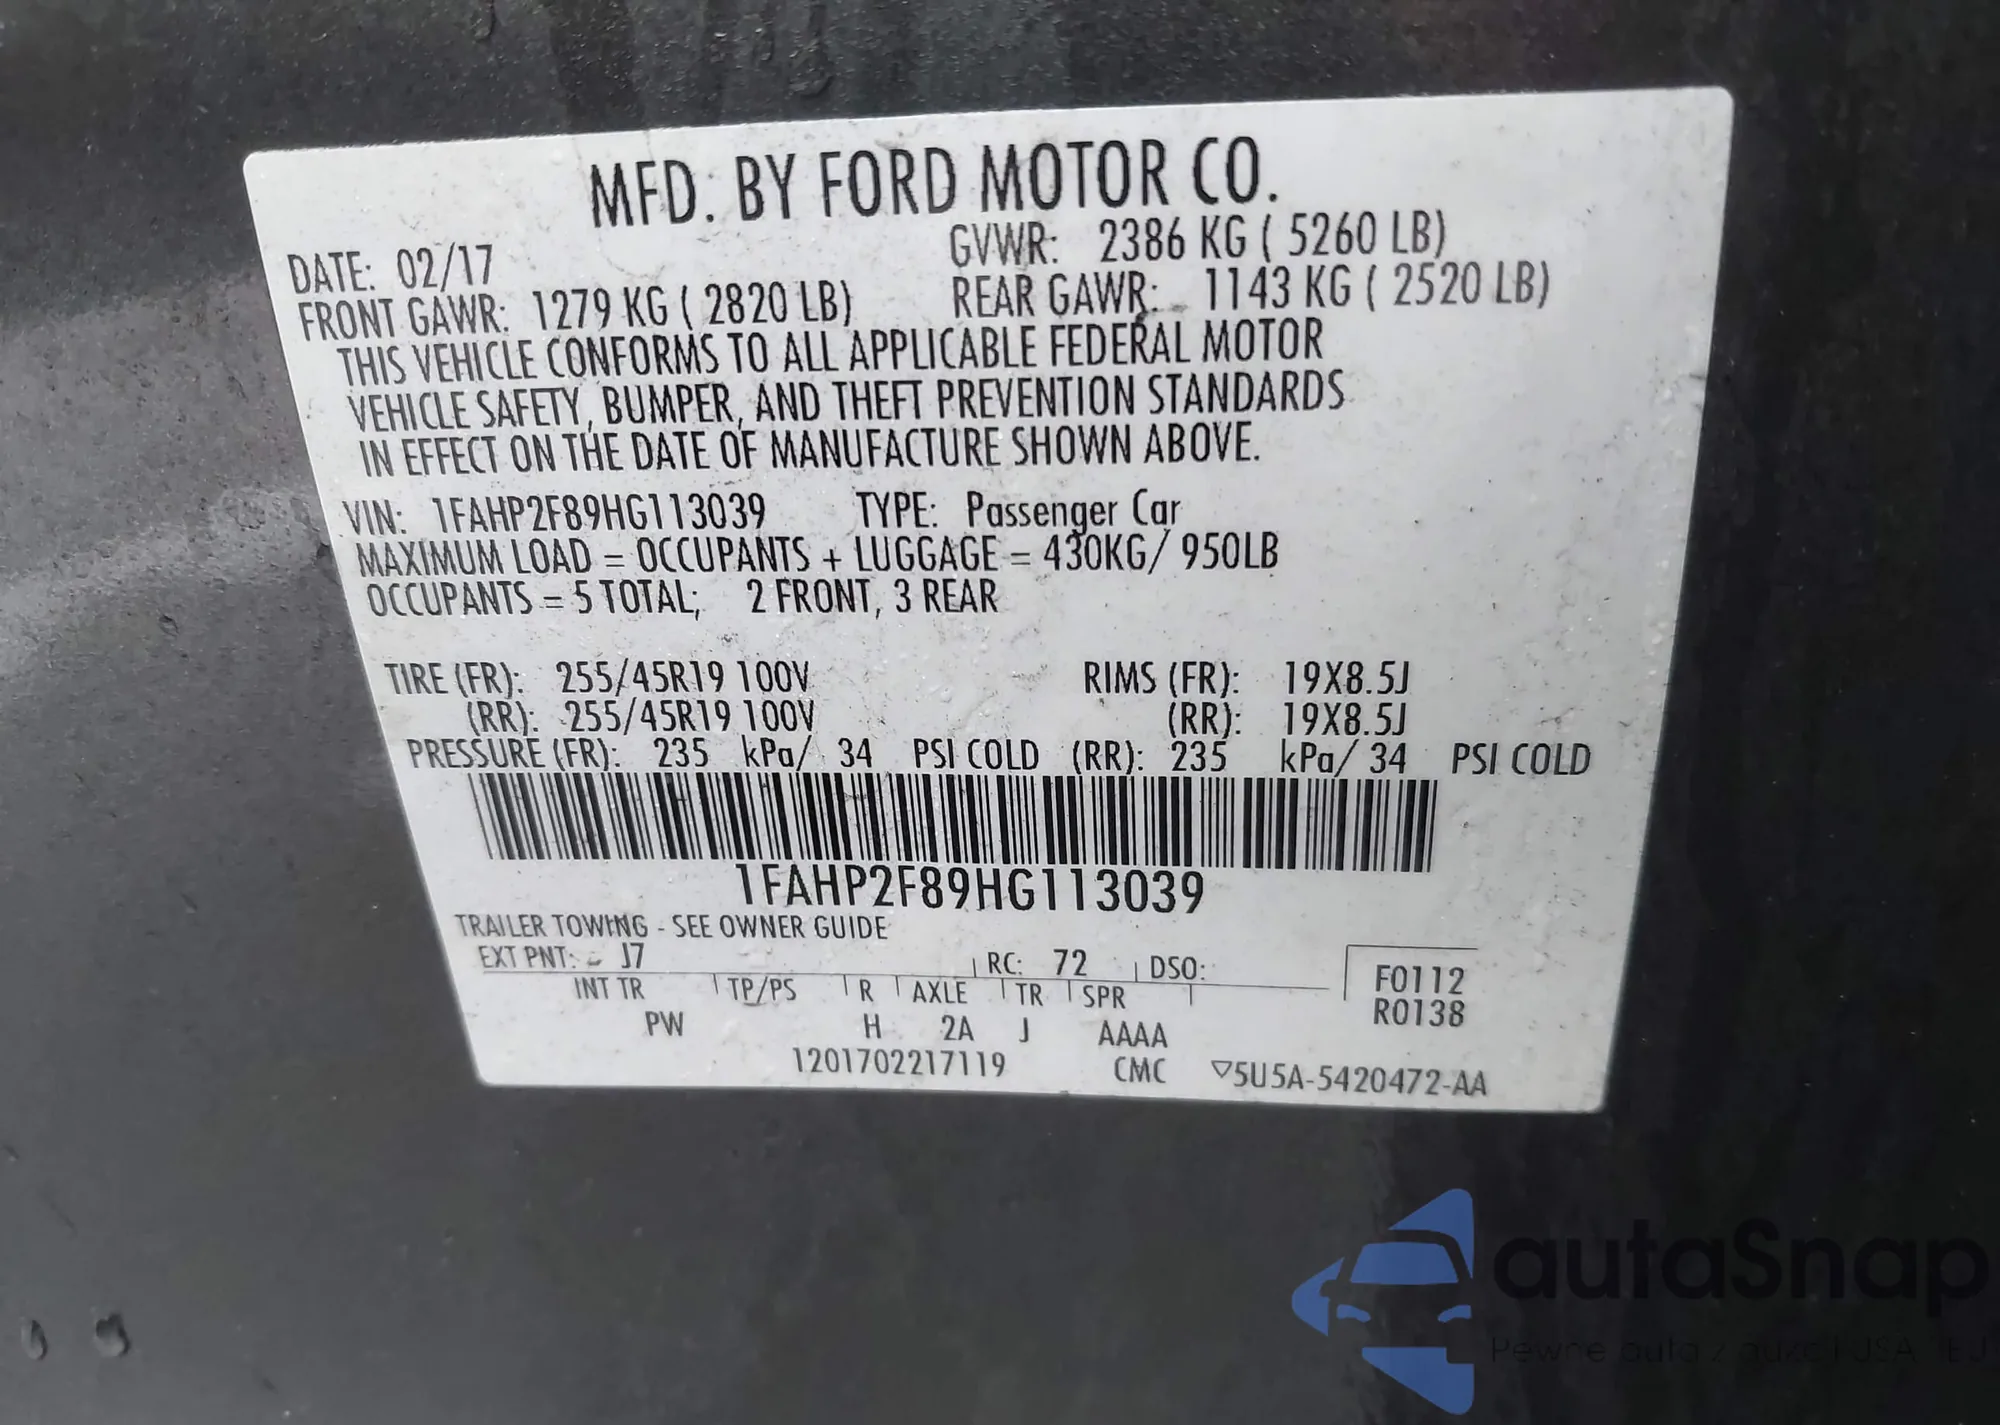 MFD. BY FORD MOTOR CO.
DATE: 02/17 GVWR: 2386 KG ( 5260 LB)
FRONT GAWR: 1279 KG ( 2820 LB) REAR GAWR: 1143 KG ( 2520 LB)
THIS VEHICLE CONFORMS TO ALL APPLICABLE FEDERAL MOTOR
VEHICLE SAFETY, BUMPER, AND THEFT PREVENTION STANDARDS
IN EFFECT ON THE DATE OF MANUFACTURE SHOWN ABOVE.
VIN: 1FAHP2F89HG113039 TYPE: Passenger Car
MAXIMUM LOAD = OCCUPANTS + LUGGAGE = 430KG/ 950LB
OCCUPANTS = 5 TOTAL; 2 FRONT, 3 REAR
TIRE (FR): 255/45R19 100V RIMS (FR): 19X8.5J
(RR): 255/45R19 100V (RR): 19X8.5J
PRESSURE (FR): 235 kPa/ 34 PSI COLD (RR): 235 kPa/ 34 PSI COLD
1FAHP2F89HG113039
TRAILER TOWING - SEE OWNER GUIDE
EXT PNT: J7 RC: 72 DSO: F0112
INT TR TP/PS R AXLE TR SPR R0138
PW H 2A J AAAA
1201702217119 CMC ▽5U5A-5420472-AA
autaSnap
Pewne auta z aukcji USA